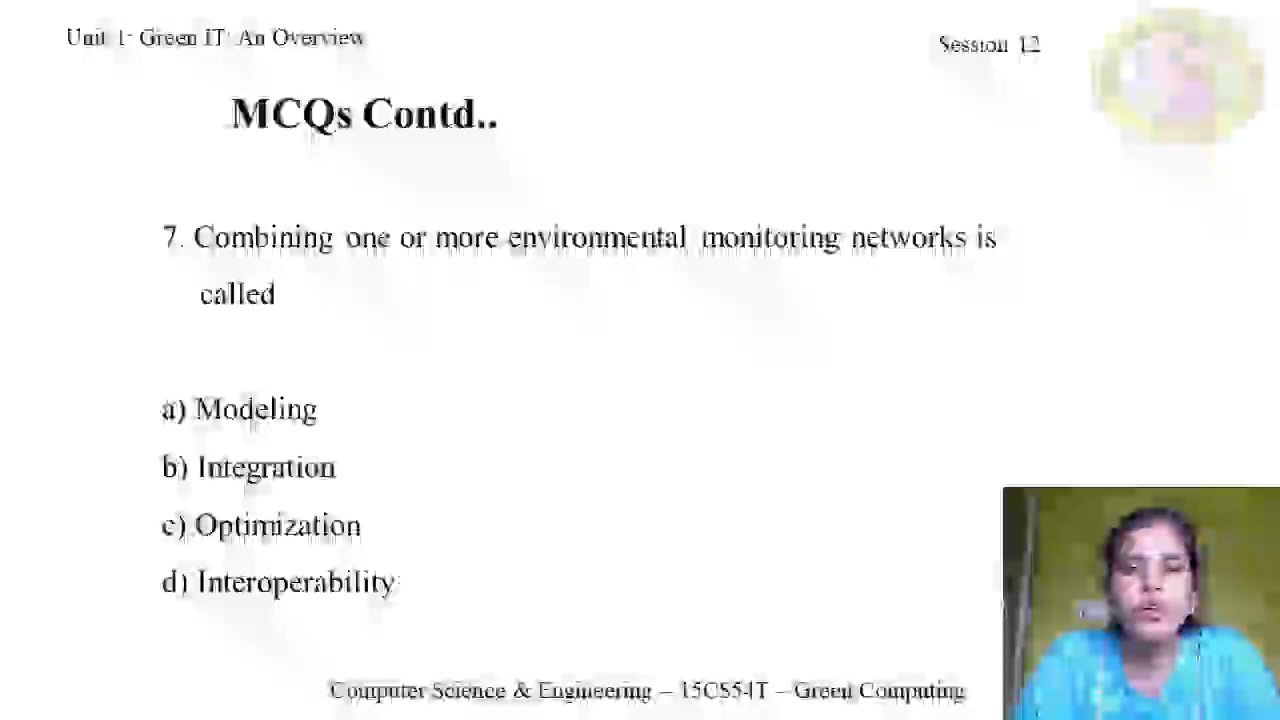 Unit 1: Green IT: An Overview
Session 12
MCQs Contd..
7. Combining one or more environmental monitoring networks is
called
a) Modeling
b) Integration
c) Optimization
d) Interoperability
Computer Science & Engineering – 15CS54T – Green Computing